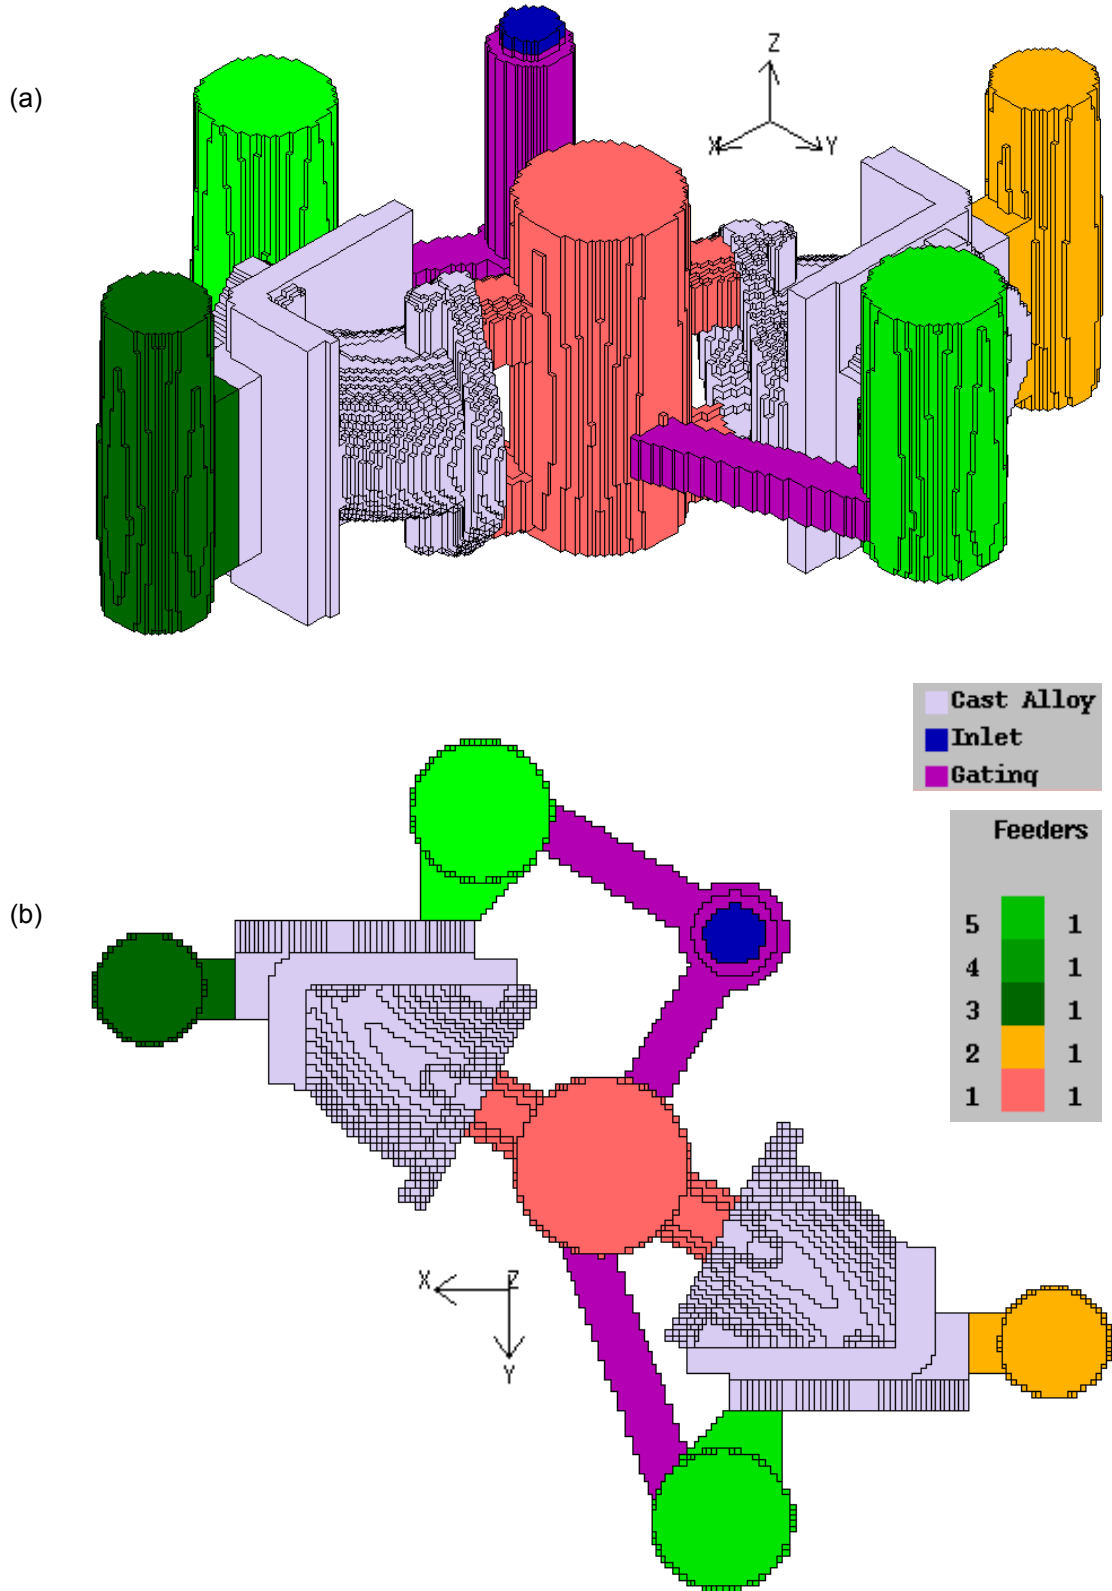 (a)
Z
X
Y
Cast Alloy
Inlet
Gating
Feeders
5 1
4 1
3 1
2 1
1 1
(b)
X
Z
Y